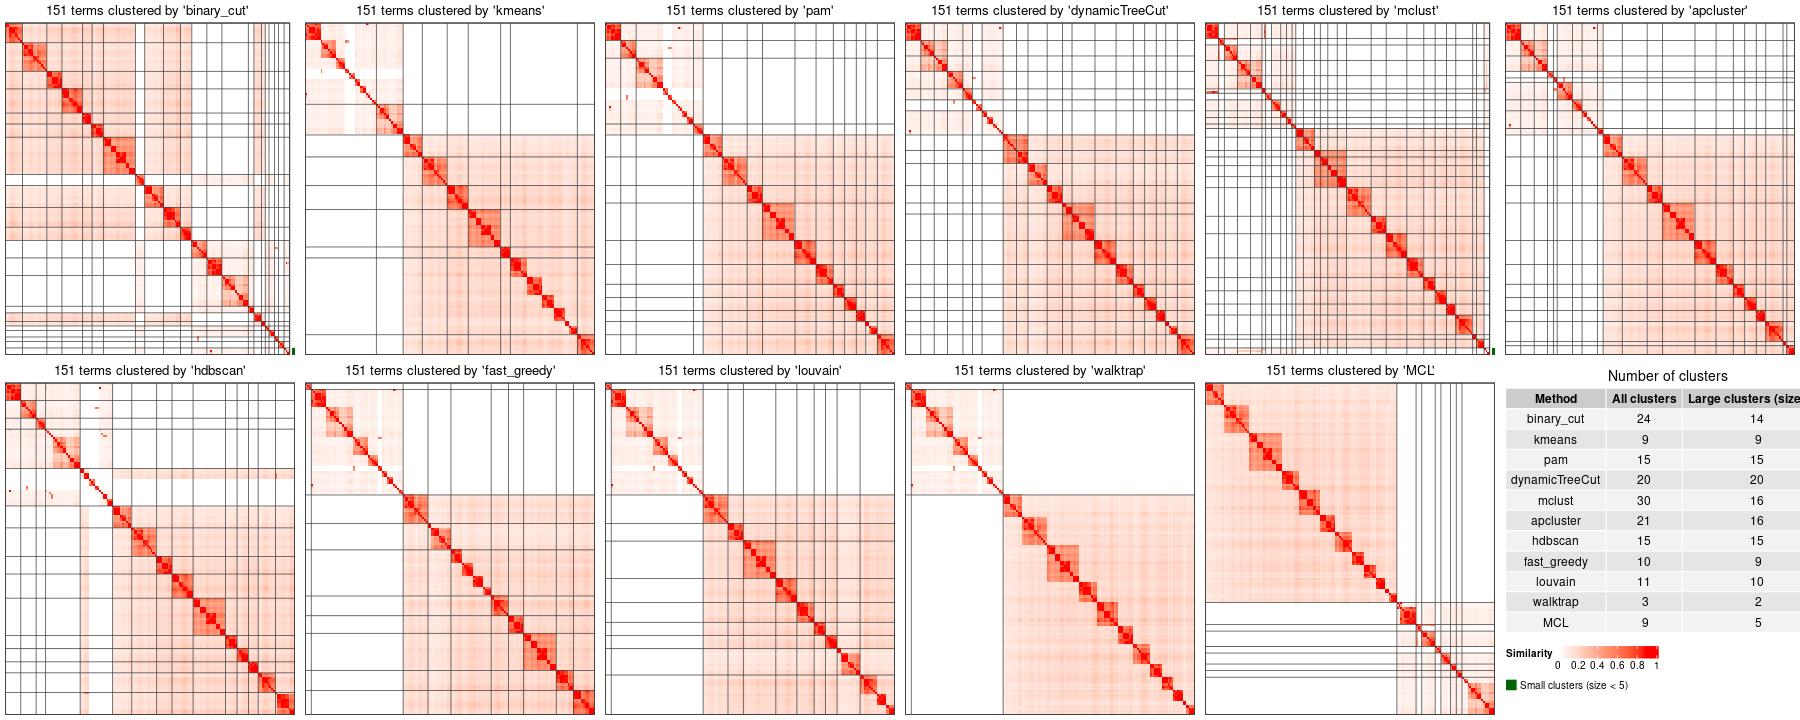 151 terms clustered by 'binary_cut'
151 terms clustered by 'kmeans'
151 terms clustered by 'pam'
151 terms clustered by 'dynamicTreeCut'
151 terms clustered by 'mclust'
151 terms clustered by 'apcluster'
151 terms clustered by 'hdbscan'
151 terms clustered by 'fast_greedy'
151 terms clustered by 'louvain'
151 terms clustered by 'walktrap'
151 terms clustered by 'MCL'
Number of clusters
Method All clusters Large clusters (size
binary_cut 24 14
kmeans 9 9
pam 15 15
dynamicTreeCut 20 20
mclust 30 16
apcluster 21 16
hdbscan 15 15
fast_greedy 10 9
louvain 11 10
walktrap 3 2
MCL 9 5
Similarity
0 0.2 0.4 0.6 0.8 1
Small clusters (size < 5)